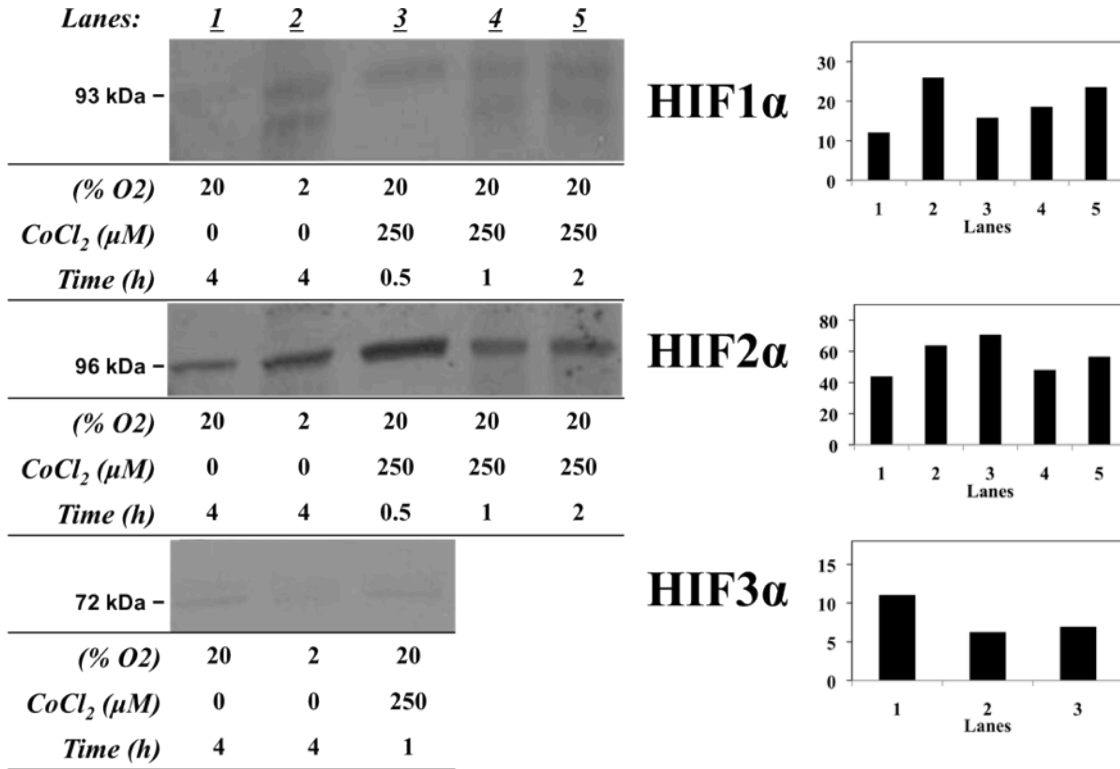 Lanes: 1 2 3 4 5
93 kDa –
HIF1α
30
20
10
0
1 2 3 4 5
Lanes
(% O2) 20 2 20 20 20
CoCl2 (µM) 0 0 250 250 250
Time (h) 4 4 0.5 1 2
96 kDa –
HIF2α
80
60
40
20
0
1 2 3 4 5
Lanes
(% O2) 20 2 20 20 20
CoCl2 (µM) 0 0 250 250 250
Time (h) 4 4 0.5 1 2
72 kDa –
HIF3α
15
10
5
0
1 2 3
Lanes
(% O2) 20 2 20
CoCl2 (µM) 0 0 250
Time (h) 4 4 1